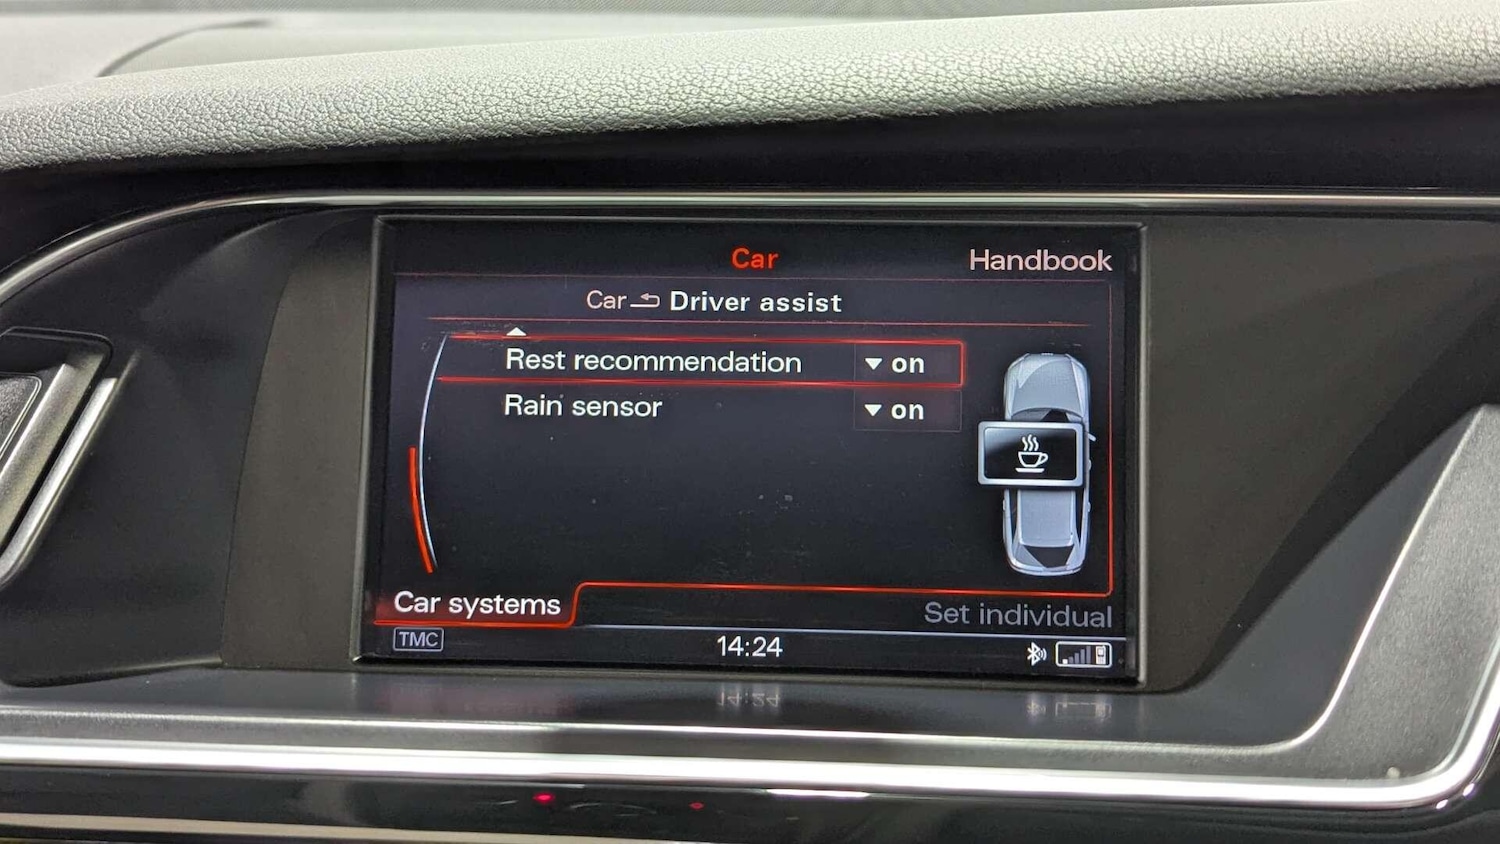 Car
Handbook
Car Driver assist
Rest recommendation on
Rain sensor on
Car systems
Set individual
TMC
14:24